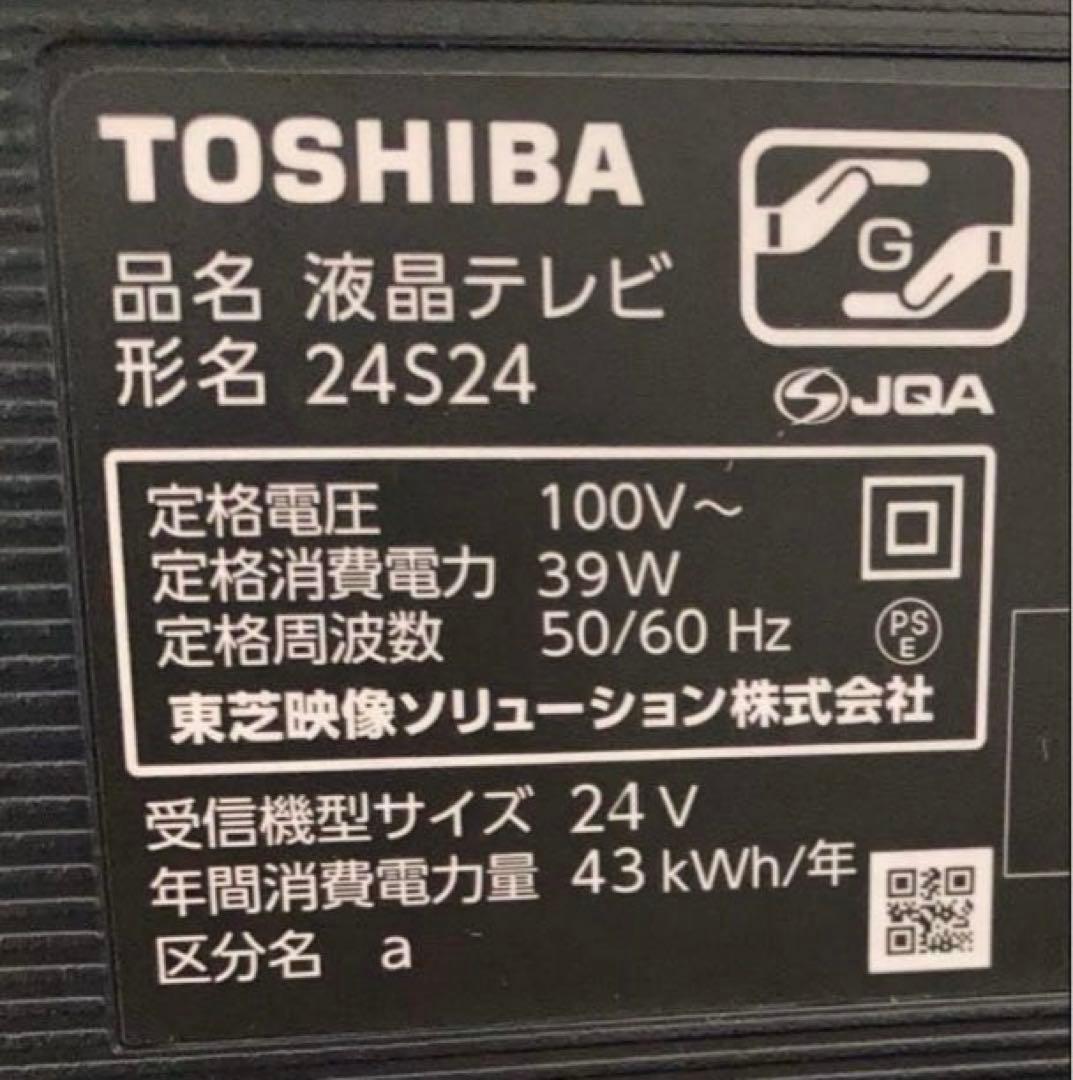 TOSHIBA
G
品名 液晶テレビ
形名 24S24
JQA
定格電圧 100V～
定格消費電力 39W
定格周波数 50/60 Hz
PS
E
東芝映像ソリューション株式会社
受信機型サイズ 24V
年間消費電力量 43kWh/年
区分名 a